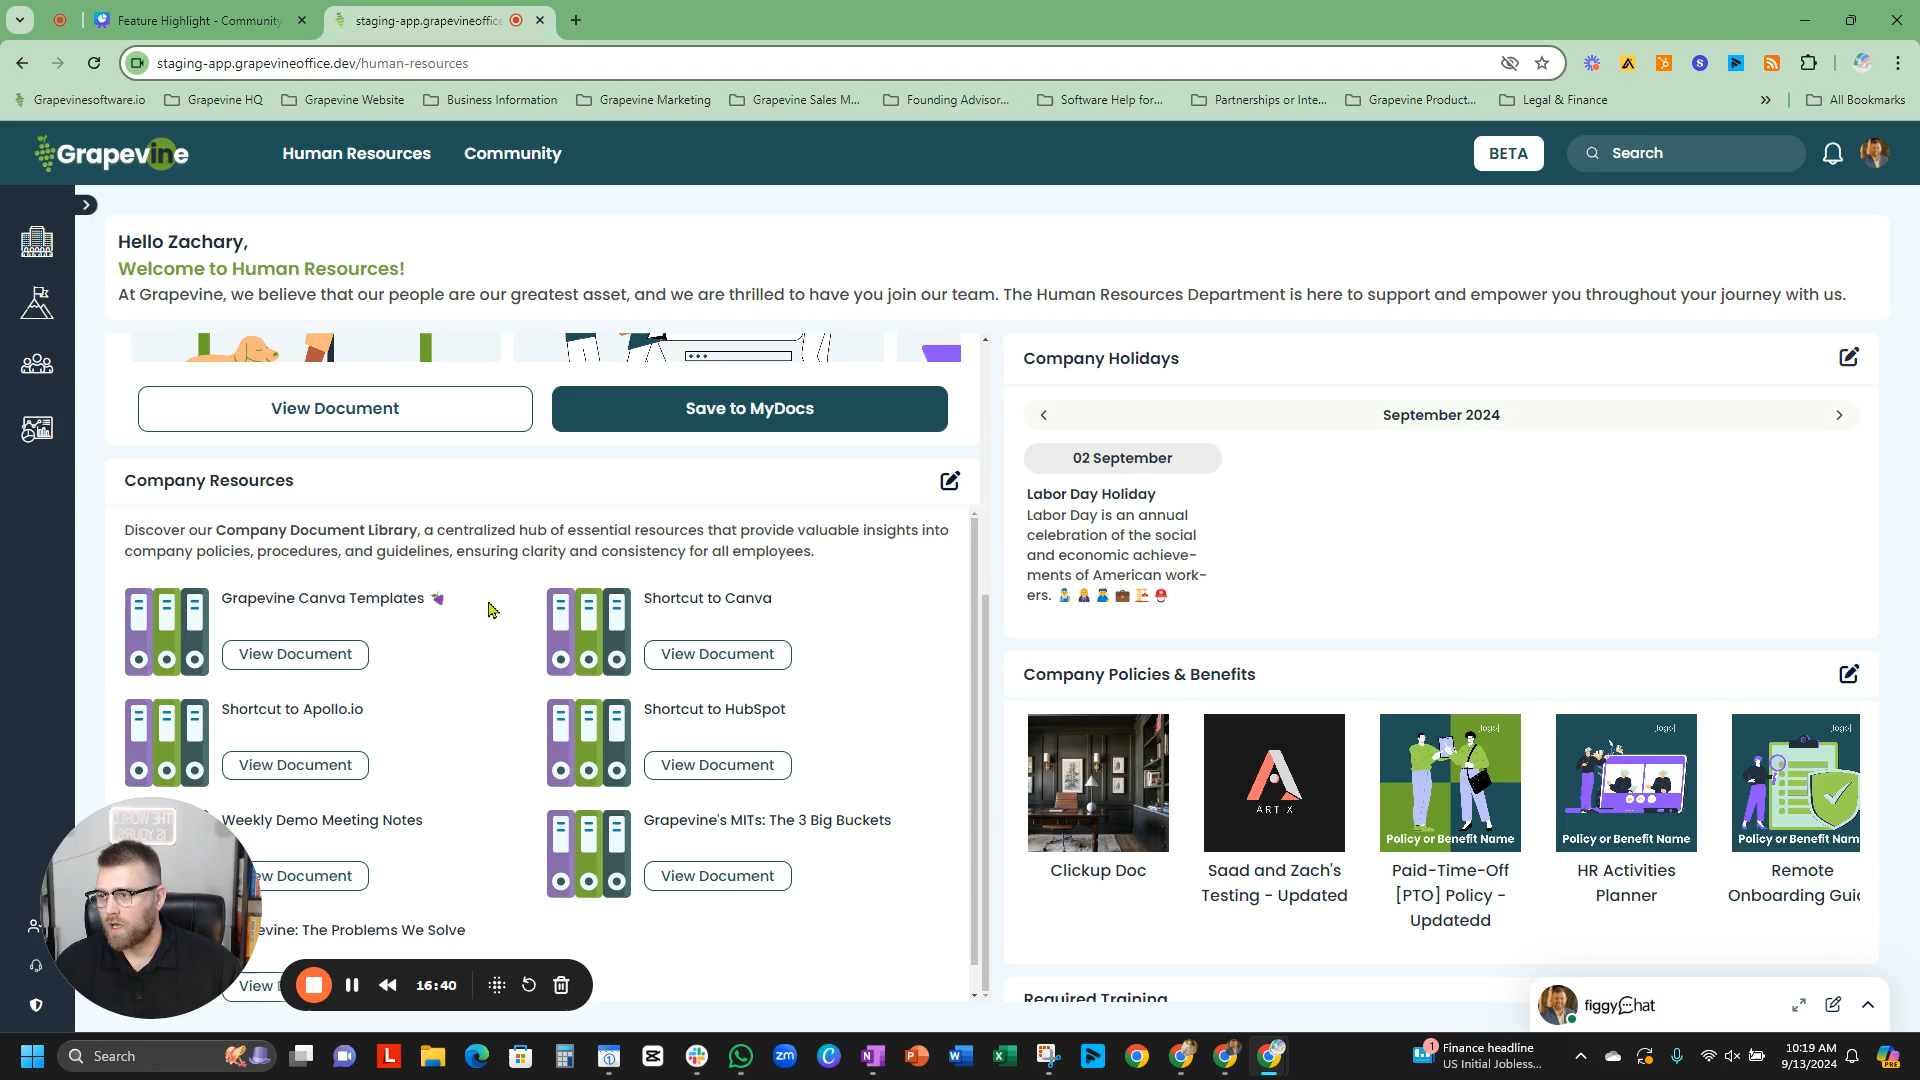 Feature Highlight - Community
staging-app.grapevineoffice
staging-app.grapevineoffice.dev/human-resources
Grapevinesoftware.io
Grapevine HQ
Grapevine Website
Business Information
Grapevine Marketing
Grapevine Sales M...
Founding Advisor...
Software Help for...
Partnerships or Inte...
Grapevine Product...
Legal & Finance
All Bookmarks
Grapevine
Human Resources
Community
BETA
Search
Hello Zachary,
Welcome to Human Resources!
At Grapevine, we believe that our people are our greatest asset, and we are thrilled to have you join our team. The Human Resources Department is here to support and empower you throughout your journey with us.
View Document
Save to MyDocs
Company Resources
Discover our Company Document Library, a centralized hub of essential resources that provide valuable insights into
company policies, procedures, and guidelines, ensuring clarity and consistency for all employees.
Grapevine Canva Templates 🍇
View Document
Shortcut to Canva
View Document
Shortcut to Apollo.io
View Document
Shortcut to HubSpot
View Document
Weekly Demo Meeting Notes
ew Document
Grapevine's MITs: The 3 Big Buckets
View Document
evine: The Problems We Solve
View
16:40
THE WORLD
IS YOURS
Company Holidays
September 2024
02 September
Labor Day Holiday
Labor Day is an annual
celebration of the social
and economic achieve-
ments of American work-
ers.
Company Policies & Benefits
ARTIX
logo
Policy or Benefit Name
logo
Policy or Benefit Name
logo
Policy or Benefit Nam
Clickup Doc
Saad and Zach's
Testing - Updated
Paid-Time-Off
[PTO] Policy -
Updatedd
HR Activities
Planner
Remote
Onboarding Guid
Required Training
figgyChat
Search
Finance headline
US Initial Jobless...
10:19 AM
9/13/2024